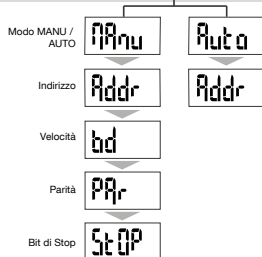 Modo MANU /
AUTO
MAnu
Auto
Indirizzo
Addr
Addr
Velocità
bd
Parità
PAr
Bit di Stop
StOP